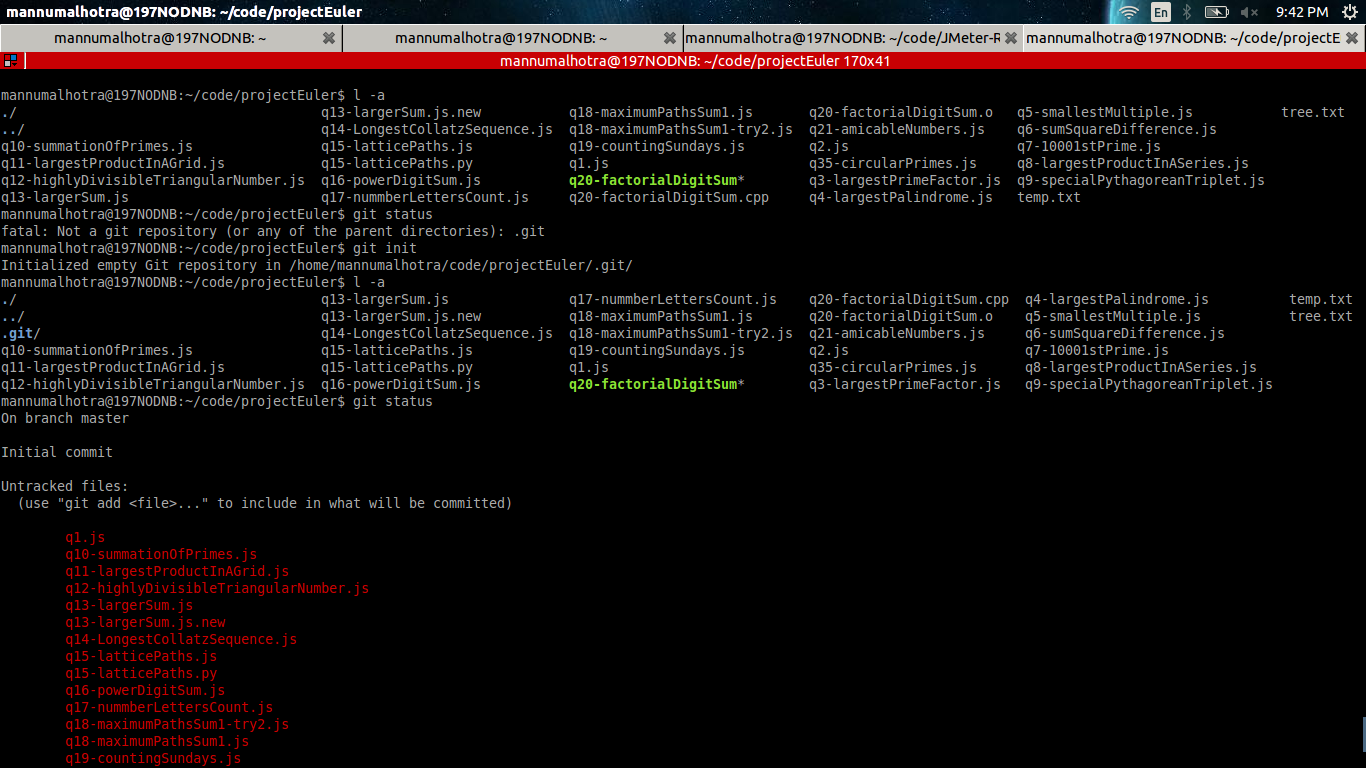 mannumalhotra@197NODNB: ~/code/projectEuler En 9:42 PM
mannumalhotra@197NODNB: ~ mannumalhotra@197NODNB: ~ mannumalhotra@197NODNB: ~/code/JMeter-R mannumalhotra@197NODNB: ~/code/projectE
mannumalhotra@197NODNB: ~/code/projectEuler 170x41
mannumalhotra@197NODNB:~/code/projectEuler$ l -a
./ q13-largerSum.js.new q18-maximumPathsSum1.js q20-factorialDigitSum.o q5-smallestMultiple.js tree.txt
../ q14-LongestCollatzSequence.js q18-maximumPathsSum1-try2.js q21-amicableNumbers.js q6-sumSquareDifference.js
q10-summationOfPrimes.js q15-latticePaths.js q19-countingSundays.js q2.js q7-10001stPrime.js
q11-largestProductInAGrid.js q15-latticePaths.py q1.js q35-circularPrimes.js q8-largestProductInASeries.js
q12-highlyDivisibleTriangularNumber.js q16-powerDigitSum.js q20-factorialDigitSum* q3-largestPrimeFactor.js q9-specialPythagoreanTriplet.js
q13-largerSum.js q17-nummberLettersCount.js q20-factorialDigitSum.cpp q4-largestPalindrome.js temp.txt
mannumalhotra@197NODNB:~/code/projectEuler$ git status
fatal: Not a git repository (or any of the parent directories): .git
mannumalhotra@197NODNB:~/code/projectEuler$ git init
Initialized empty Git repository in /home/mannumalhotra/code/projectEuler/.git/
mannumalhotra@197NODNB:~/code/projectEuler$ l -a
./ q13-largerSum.js q17-nummberLettersCount.js q20-factorialDigitSum.cpp q4-largestPalindrome.js temp.txt
../ q13-largerSum.js.new q18-maximumPathsSum1.js q20-factorialDigitSum.o q5-smallestMultiple.js tree.txt
.git/ q14-LongestCollatzSequence.js q18-maximumPathsSum1-try2.js q21-amicableNumbers.js q6-sumSquareDifference.js
q10-summationOfPrimes.js q15-latticePaths.js q19-countingSundays.js q2.js q7-10001stPrime.js
q11-largestProductInAGrid.js q15-latticePaths.py q1.js q35-circularPrimes.js q8-largestProductInASeries.js
q12-highlyDivisibleTriangularNumber.js q16-powerDigitSum.js q20-factorialDigitSum* q3-largestPrimeFactor.js q9-specialPythagoreanTriplet.js
mannumalhotra@197NODNB:~/code/projectEuler$ git status
On branch master
Initial commit
Untracked files:
(use "git add <file>..." to include in what will be committed)
q1.js
q10-summationOfPrimes.js
q11-largestProductInAGrid.js
q12-highlyDivisibleTriangularNumber.js
q13-largerSum.js
q13-largerSum.js.new
q14-LongestCollatzSequence.js
q15-latticePaths.js
q15-latticePaths.py
q16-powerDigitSum.js
q17-nummberLettersCount.js
q18-maximumPathsSum1-try2.js
q18-maximumPathsSum1.js
q19-countingSundays.js